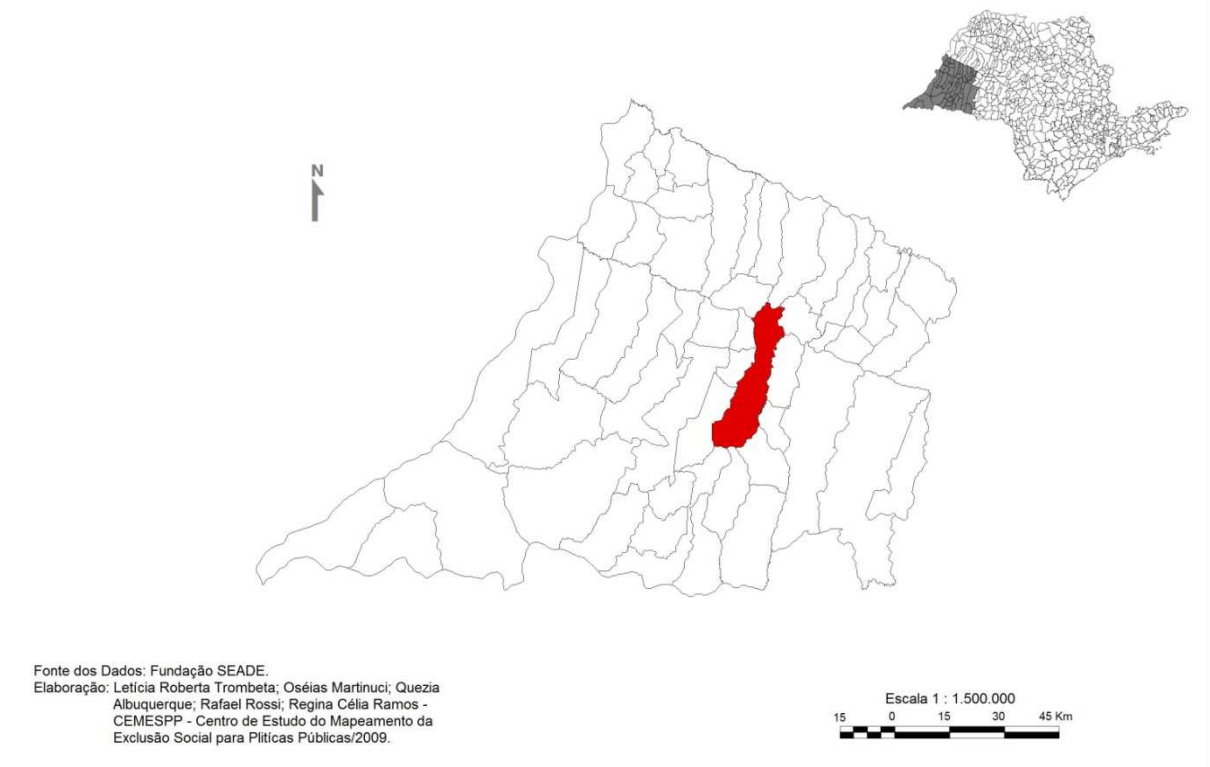 N
Fonte dos Dados: Fundação SEADE.
Elaboração: Letícia Roberta Trombeta; Oséias Martinuci; Quezia
Albuquerque; Rafael Rossi; Regina Célia Ramos -
CEMESPP - Centro de Estudo do Mapeamento da
Exclusão Social para Plitícas Públicas/2009.
Escala 1 : 1.500.000
15 0 15 30 45 Km